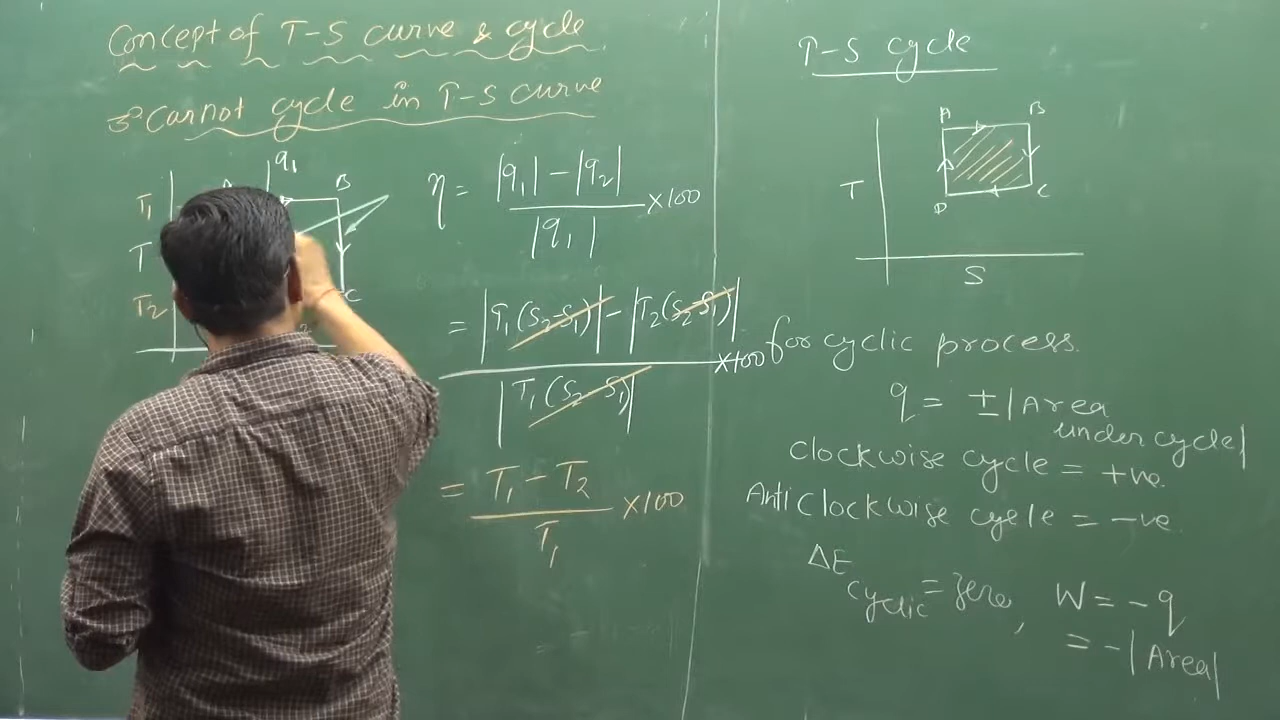 Concept of T-S curve & cycle
3° Carnot cycle in T-S curve
q1
B
T1
T
T2
C
2
η = |q1| - |q2| / |q1| ×100
= |T1(S2-S1)| - |T2(S2-S1)| / |T1(S2-S1)| ×100
= T1 - T2 / T1 ×100
T-S cycle
A B
T
D C
S
for cyclic process.
q = ± |Area under cycle|
Clockwise cycle = +ve
Anticlockwise cycle = -ve
ΔE cyclic = Zero, W = -q
= -|Area|